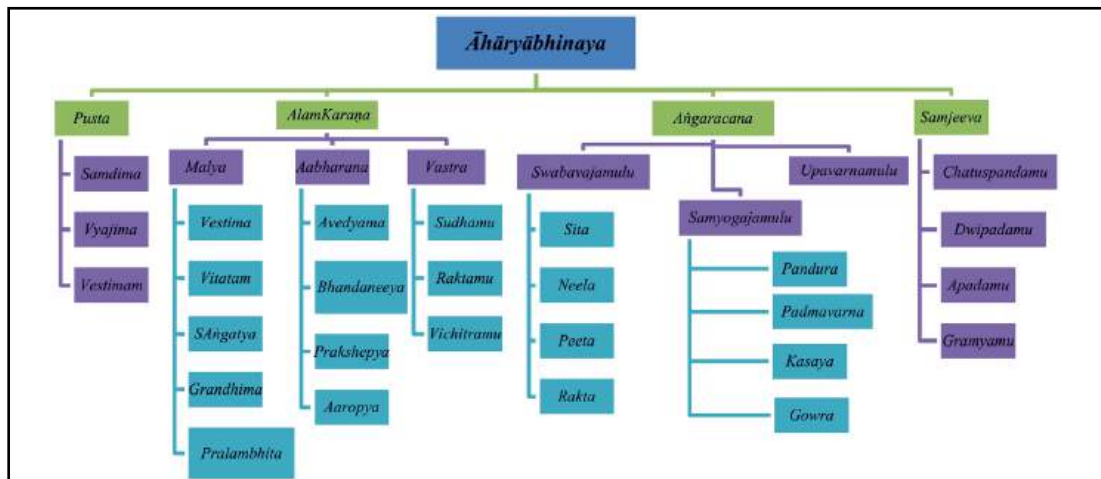 Āhāryābhinaya
Pusta
AlamKaraṇa
Aṅgaracana
Samjeeva
Samdima
Vyajima
Vestimam
Malya
Aabharana
Vastra
Vestima
Vitatam
SAṅgatya
Grandhima
Pralambhita
Avedyama
Bhandaneeya
Prakshepya
Aaropya
Sudhamu
Raktamu
Vichitramu
Swabavajamulu
Samyogajamulu
Upavarnamulu
Sita
Neela
Peeta
Rakta
Pandura
Padmavarna
Kasaya
Gowra
Chatuspandamu
Dwipadamu
Apadamu
Gramyamu